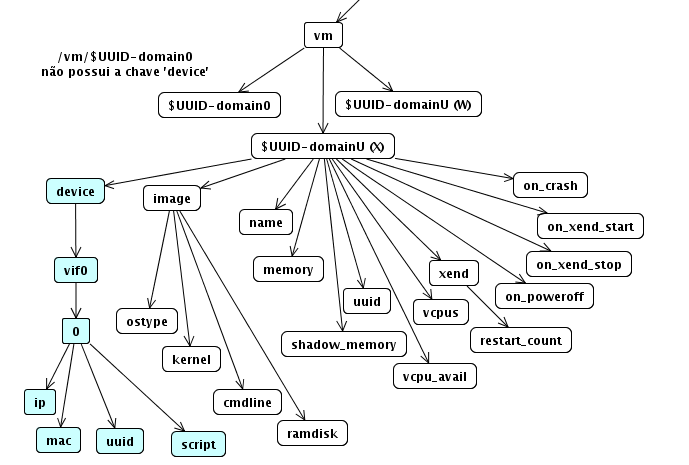 vm
/vm/$UUID-domain0
não possui a chave 'device'
$UUID-domain0
$UUID-domainU (W)
$UUID-domainU (X)
device
image
name
memory
shadow_memory
uuid
vcpu_avail
vcpus
xend
restart_count
on_poweroff
on_xend_stop
on_xend_start
on_crash
vif0
0
ip
mac
uuid
script
ostype
kernel
cmdline
ramdisk